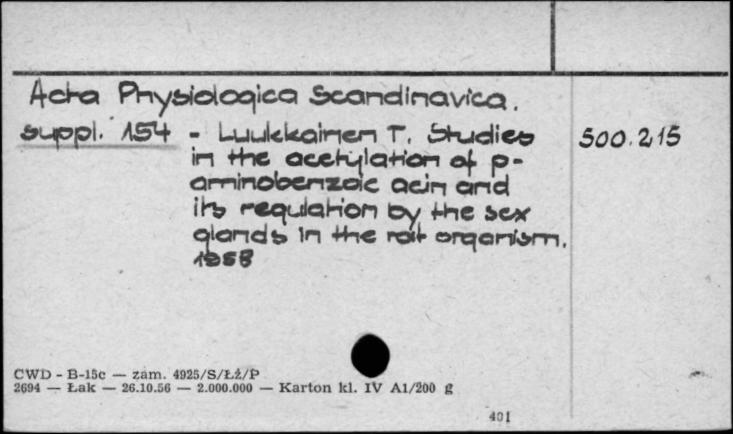 Acta Physiologica Scandinavica.
suppl. 154 - Luukkainen T. Studies 500.215
in the acetylation of p-
aminobenzoic acin and
its regulation by the sex
glands in the rat organism.
1958
CWD - B-15c — zam. 4925/S/ŁŻ/P
2694 — Łak — 26.10.56 — 2.000.000 — Karton kl. IV A1/200 g
401